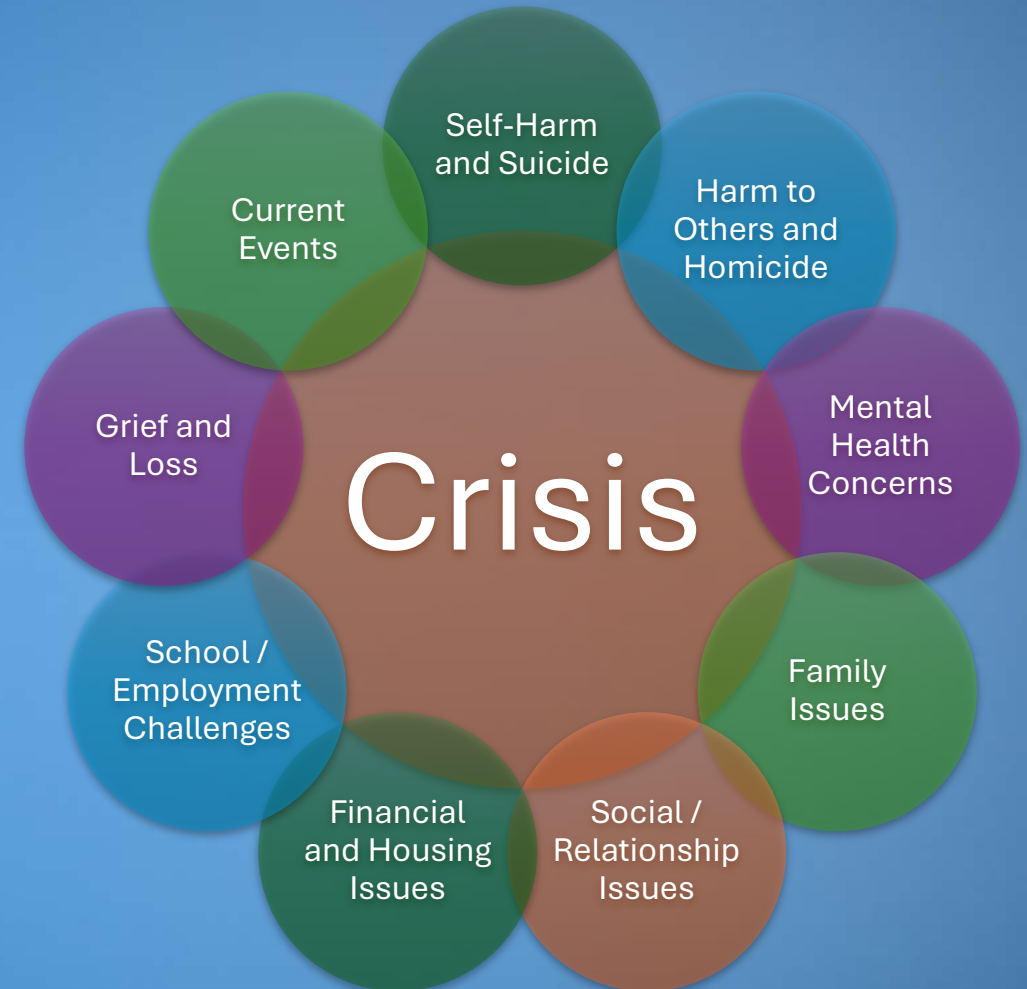 Self-Harm
and Suicide
Harm to
Others and
Homicide
Mental
Health
Concerns
Family
Issues
Social /
Relationship
Issues
Financial
and Housing
Issues
School /
Employment
Challenges
Grief and
Loss
Current
Events
Crisis